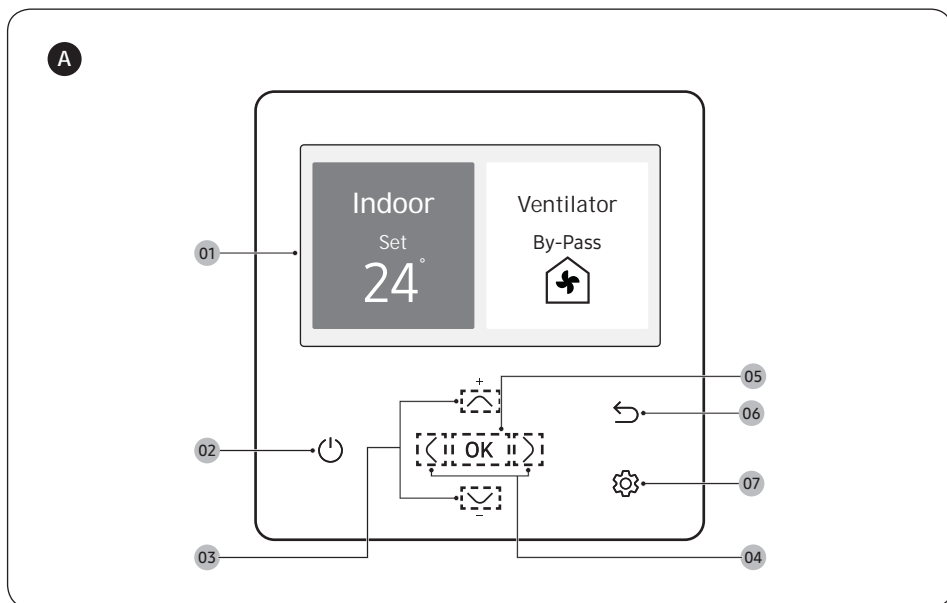 A
Indoor
Set
24°
Ventilator
By-Pass
01
+
05
06
02
OK
07
–
03
04